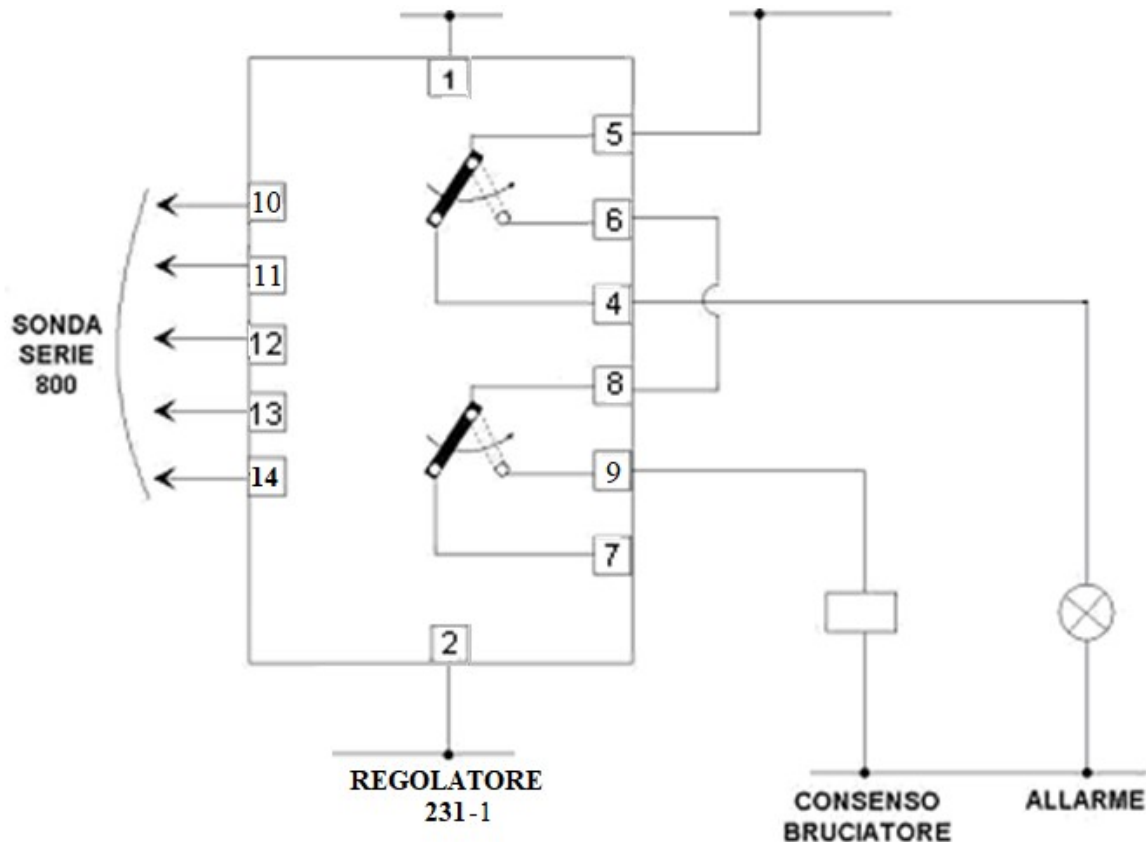 1
5
10
6
11
4
SONDA
SERIE
800
12
8
13
9
14
7
2
REGOLATORE
231-1
CONSENSO
BRUCIATORE
ALLARME